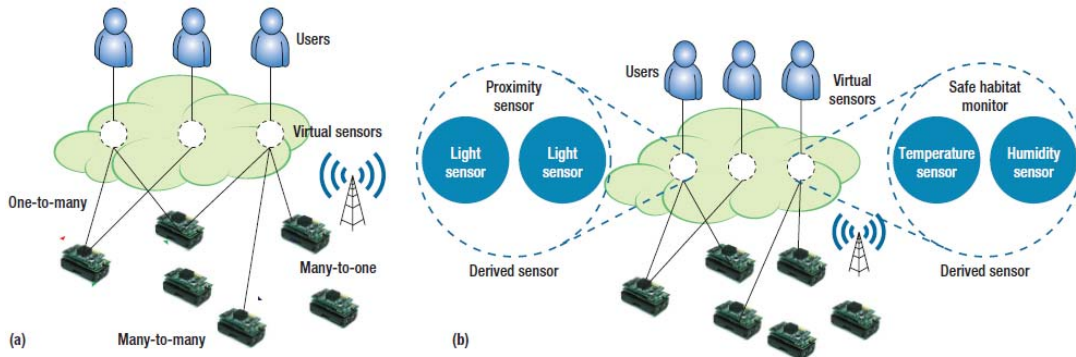 Users
Virtual sensors
One-to-many
Many-to-one
Many-to-many
(a)
Users
Virtual
sensors
Proximity
sensor
Light
sensor
Light
sensor
Derived sensor
Safe habitat
monitor
Temperature
sensor
Humidity
sensor
Derived sensor
(b)